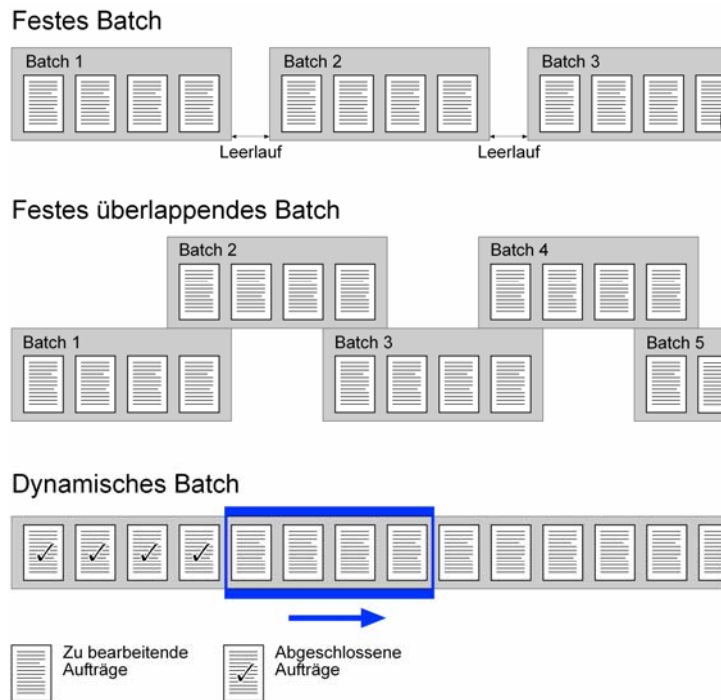 Festes Batch
Batch 1
Batch 2
Batch 3
Leerlauf
Leerlauf
Festes überlappendes Batch
Batch 2
Batch 4
Batch 1
Batch 3
Batch 5
Dynamisches Batch
Zu bearbeitende
Aufträge
Abgeschlossene
Aufträge